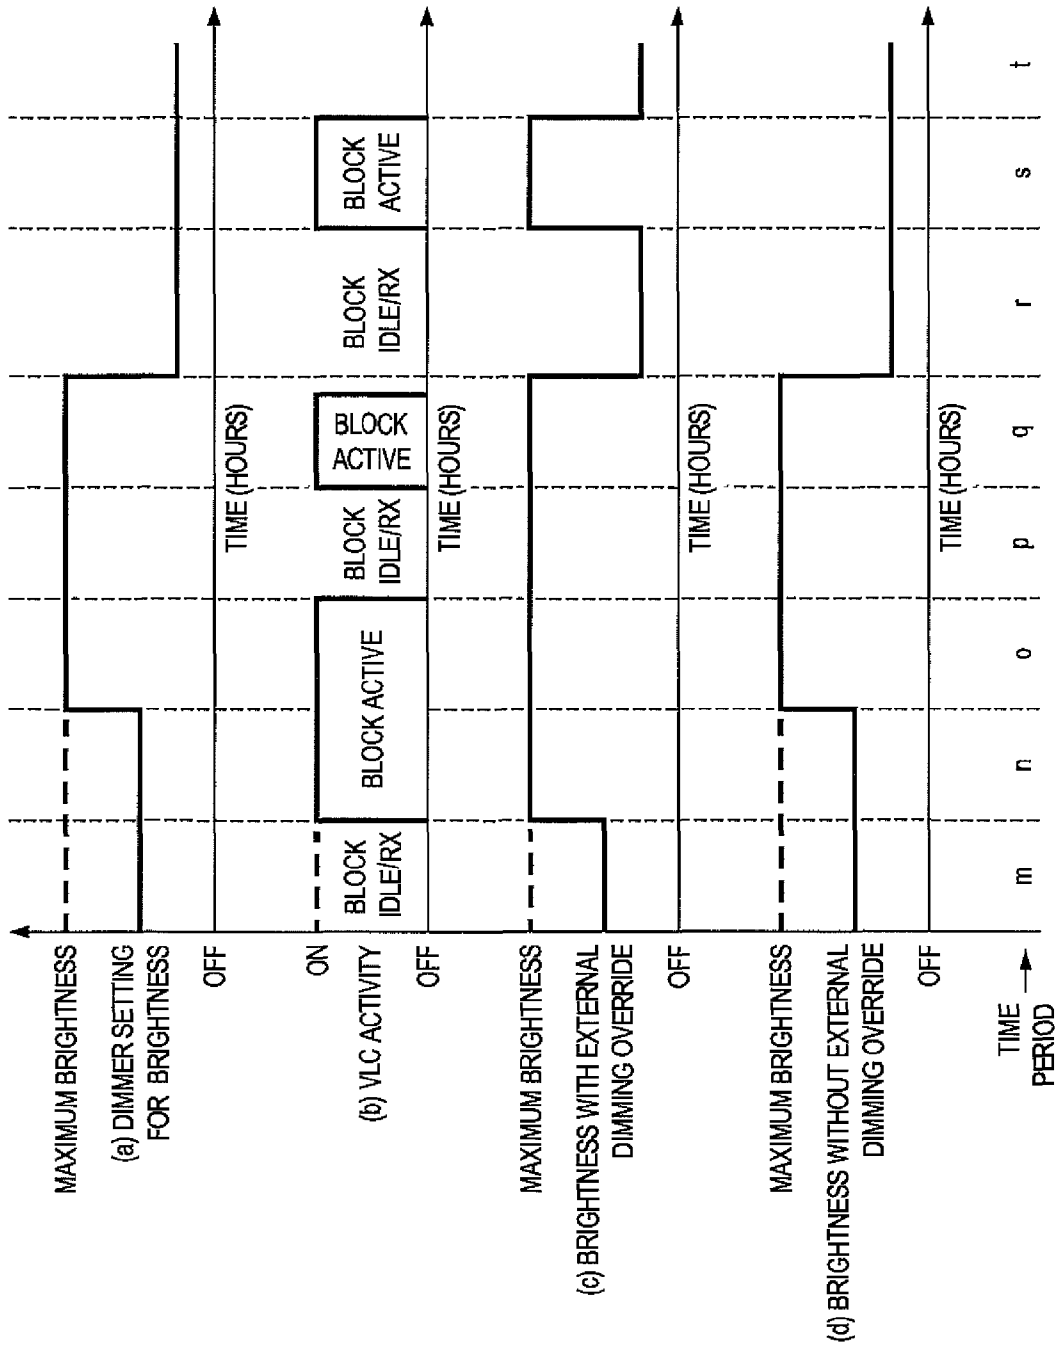 MAXIMUM BRIGHTNESS
(a) DIMMER SETTING
FOR BRIGHTNESS
OFF
TIME (HOURS)
ON
(b) VLC ACTIVITY
OFF
BLOCK
IDLE/RX
BLOCK ACTIVE
BLOCK
IDLE/RX
BLOCK
ACTIVE
BLOCK
IDLE/RX
BLOCK
ACTIVE
TIME (HOURS)
MAXIMUM BRIGHTNESS
(c) BRIGHTNESS WITH EXTERNAL
DIMMING OVERRIDE
OFF
TIME (HOURS)
MAXIMUM BRIGHTNESS
(d) BRIGHTNESS WITHOUT EXTERNAL
DIMMING OVERRIDE
OFF
TIME (HOURS)
TIME
PERIOD
m n o p q r s t